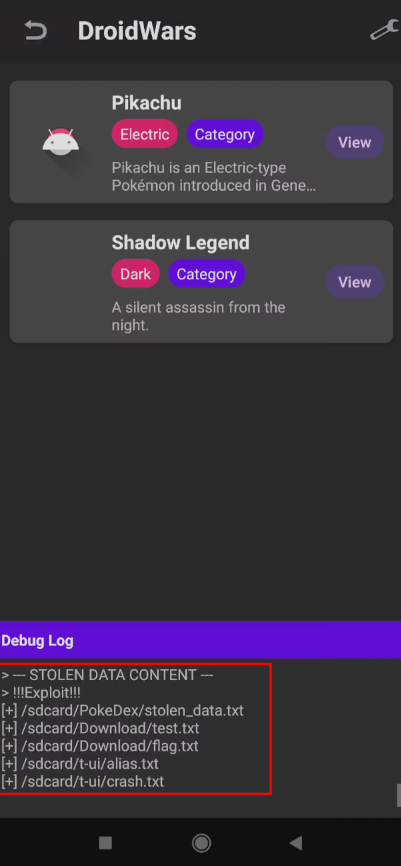 DroidWars
Pikachu
Electric
Category
View
Pikachu is an Electric-type
Pokémon introduced in Gene…
Shadow Legend
Dark
Category
View
A silent assassin from the
night.
Debug Log
> --- STOLEN DATA CONTENT ---
> !!!Exploit!!!
[+] /sdcard/PokeDex/stolen_data.txt
[+] /sdcard/Download/test.txt
[+] /sdcard/Download/flag.txt
[+] /sdcard/t-ui/alias.txt
[+] /sdcard/t-ui/crash.txt